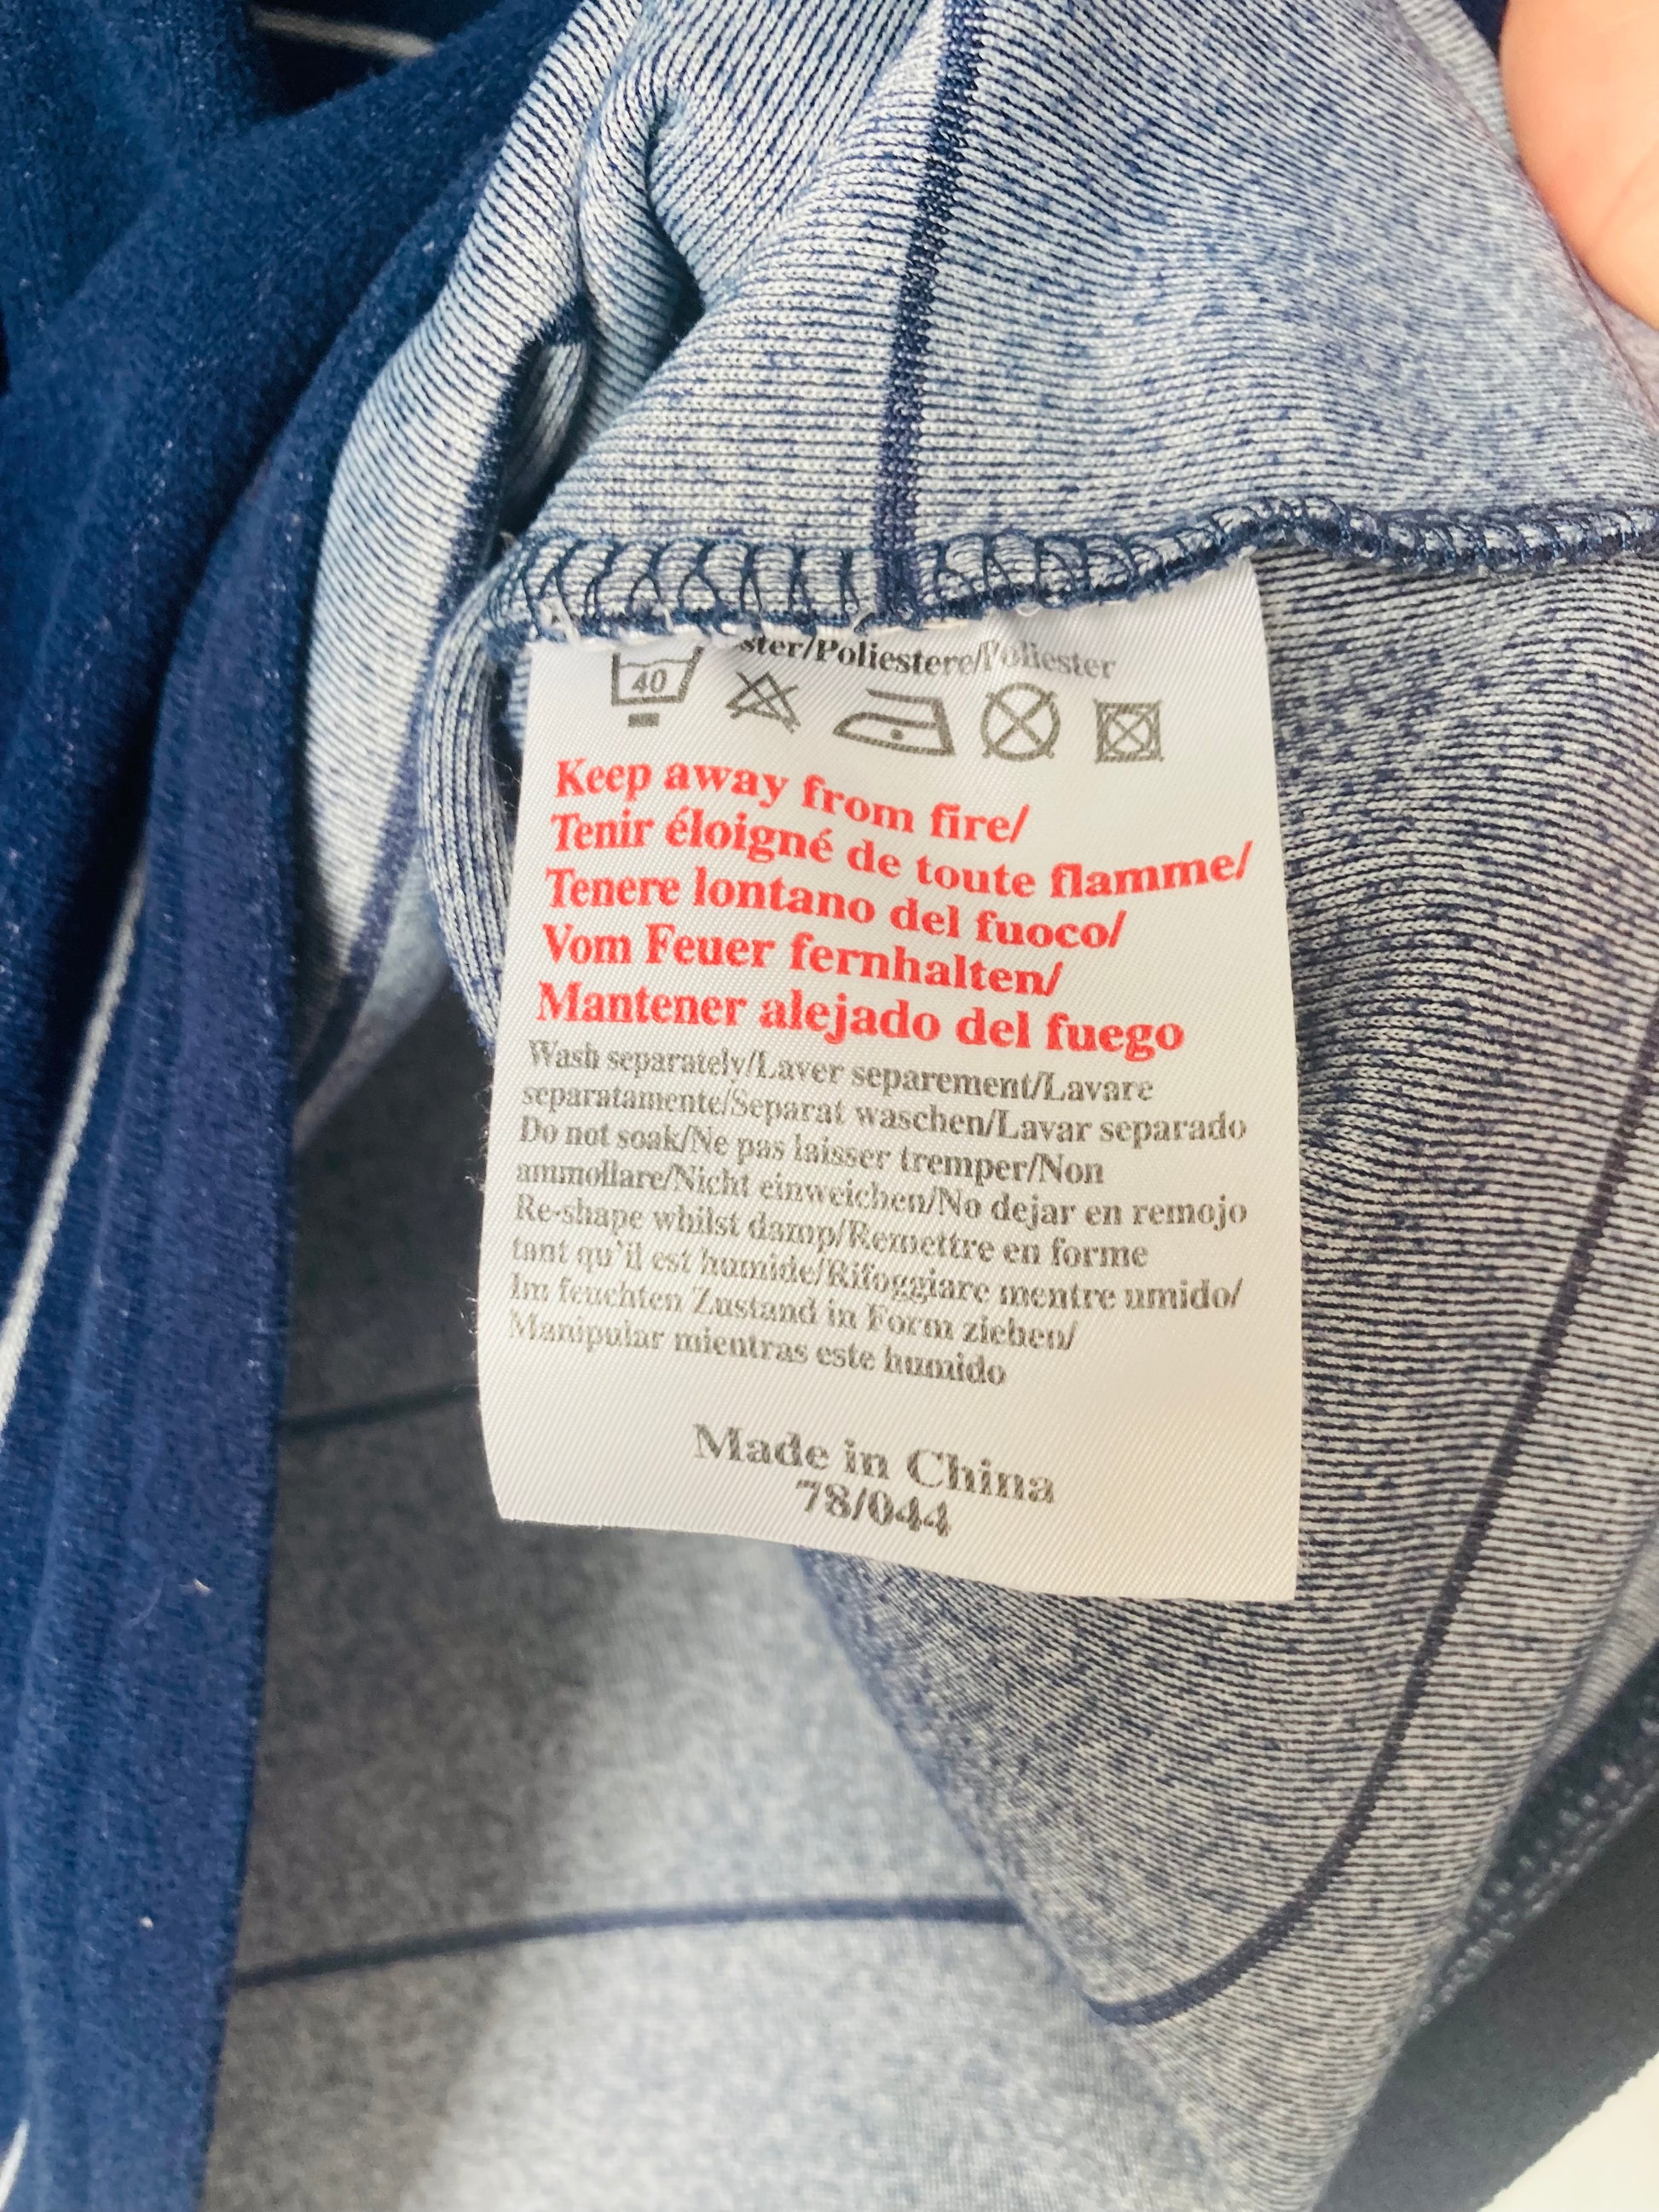 ster/Poliestere/Poliester
40
Keep away from fire/
Tenir éloigné de toute flamme/
Tenere lontano del fuoco/
Vom Feuer fernhalten/
Mantener alejado del fuego
Wash separately/Laver separement/Lavare
separatamente/Separat waschen/Lavar separado
Do not soak/Ne pas laisser tremper/Non
ammollare/Nicht einweichen/No dejar en remojo
Re-shape whilst damp/Remettre en forme
tant qu'il est humide/Rifoggiare mentre umido/
Im feuchten Zustand in Form ziehen/
Manipular mientras este humido
Made in China
78/044